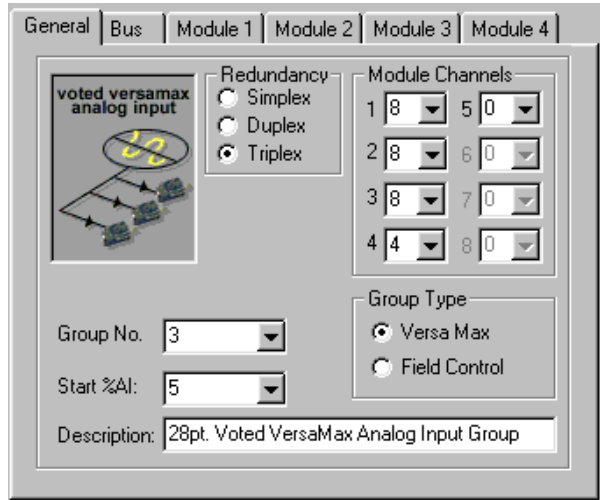 General Bus Module 1 Module 2 Module 3 Module 4
voted versamax
analog input
Redundancy
Simplex
Duplex
Triplex
Module Channels
1 8 5 0
2 8 6 0
3 8 7 0
4 4 8 0
Group Type
Versa Max
Field Control
Group No. 3
Start %AI: 5
Description: 28pt. Voted VersaMax Analog Input Group